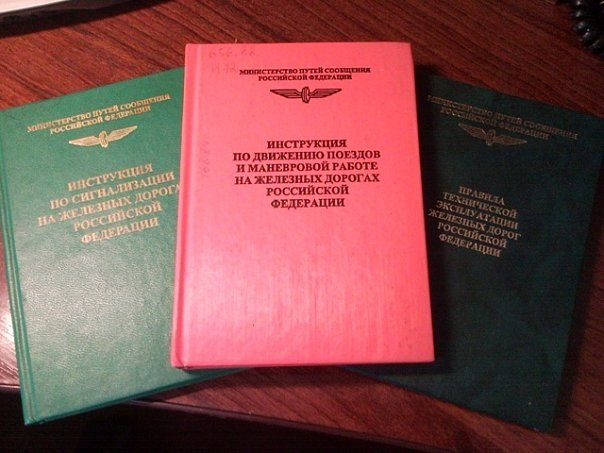 МИНИСТЕРСТВО ПУТЕЙ СООБЩЕНИЯ
РОССИЙСКОЙ ФЕДЕРАЦИИ
ИНСТРУКЦИЯ
ПО СИГНАЛИЗАЦИИ
НА ЖЕЛЕЗНЫХ ДОРОГАХ
РОССИЙСКОЙ
ФЕДЕРАЦИИ
МИНИСТЕРСТВО ПУТЕЙ СООБЩЕНИЯ
РОССИЙСКОЙ ФЕДЕРАЦИИ
ИНСТРУКЦИЯ
ПО ДВИЖЕНИЮ ПОЕЗДОВ
И МАНЕВРОВОЙ РАБОТЕ
НА ЖЕЛЕЗНЫХ ДОРОГАХ
РОССИЙСКОЙ
ФЕДЕРАЦИИ
МИНИСТЕРСТВО ПУТЕЙ СООБЩЕНИЯ
РОССИЙСКОЙ ФЕДЕРАЦИИ
ПРАВИЛА
ТЕХНИЧЕСКОЙ
ЭКСПЛУАТАЦИИ
ЖЕЛЕЗНЫХ ДОРОГ
РОССИЙСКОЙ
ФЕДЕРАЦИИ